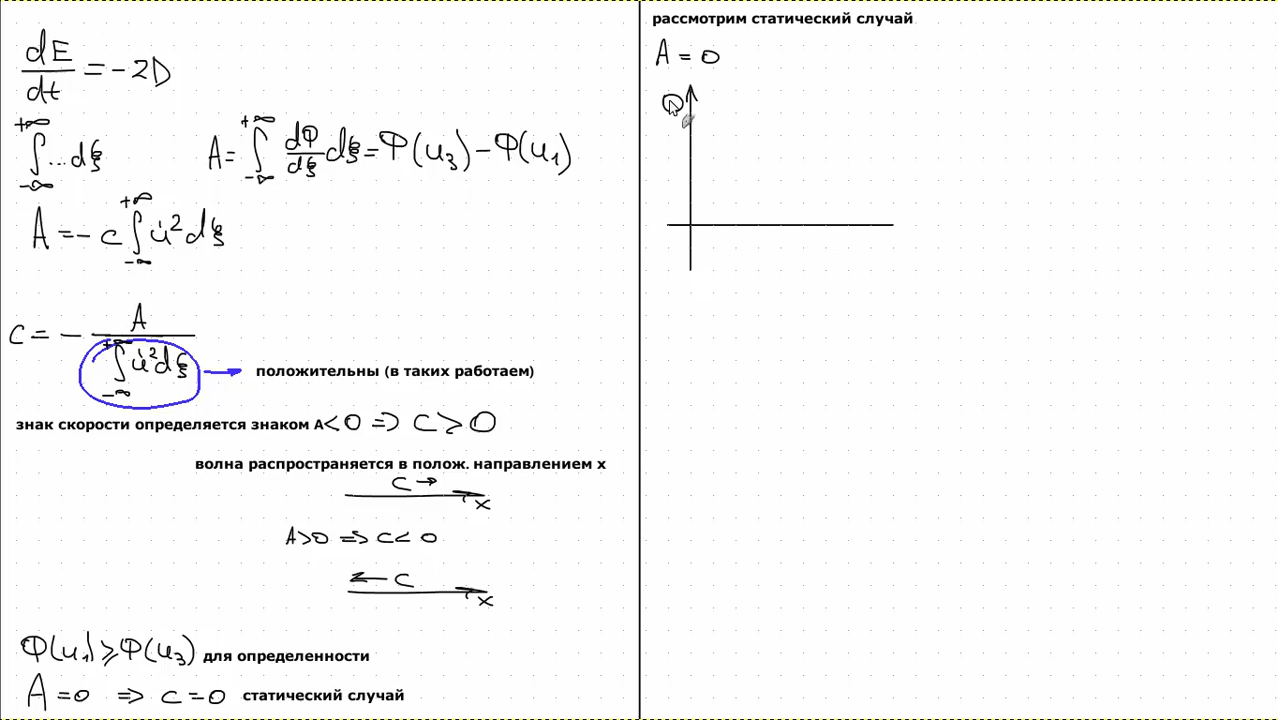 dE/dt = -2D
∫_{-∞}^{+∞} ... dξ
A = ∫_{-∞}^{+∞} dФ/dξ dξ = Ф(u₃) - Ф(u₁)
A = - c ∫_{-∞}^{+∞} u̇² dξ
c = - A / ∫_{-∞}^{+∞} u̇² dξ
положительны (в таких работаем)
знак скорости определяется знаком A < 0 => c > 0
волна распространяется в полож. направлением x
c →
x
A > 0 => c < 0
← c
x
Ф(u₁) ⩾ Ф(u₃) для определенности
A = 0 => c = 0 статический случай
рассмотрим статический случай
A = 0